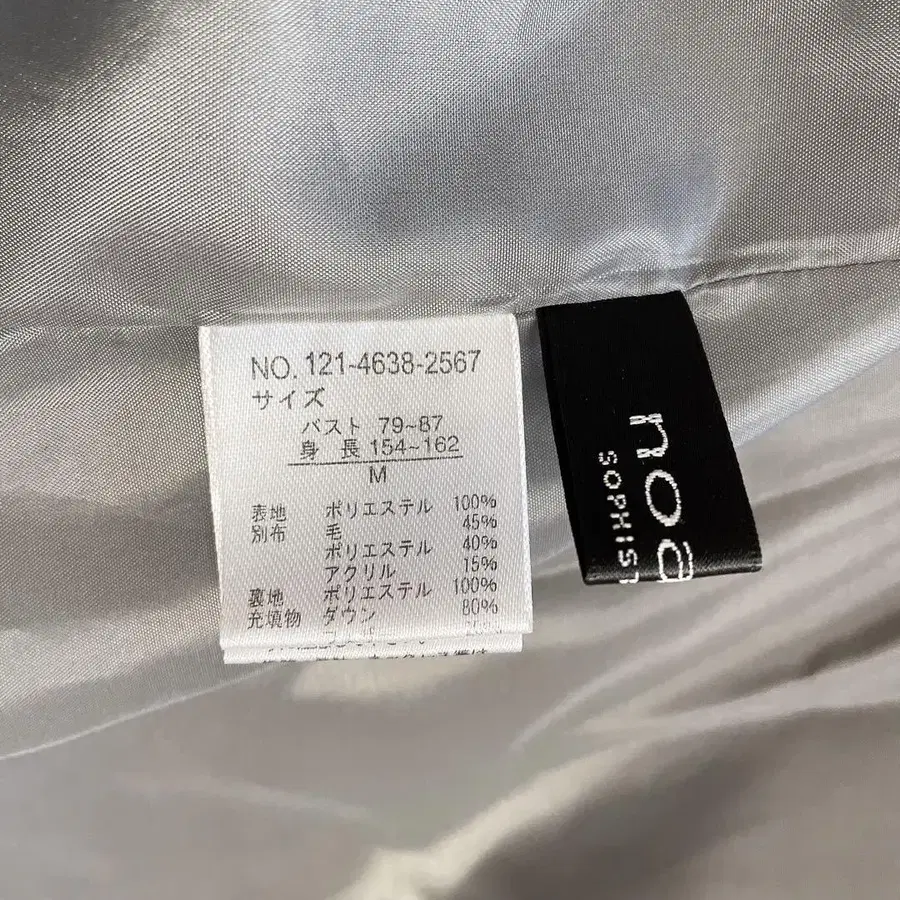 NO. 121-4638-2567
サイズ
バスト 79~87
身 長 154~162
M
表地 ポリエステル 100%
別布 毛 45%
ポリエステル 40%
アクリル 15%
裏地 ポリエステル 100%
充填物 ダウン 80%
noa
SOPHIS